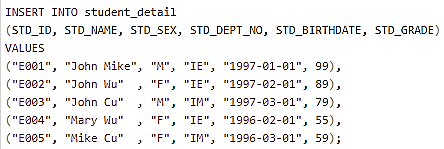 INSERT INTO student_detail
(STD_ID, STD_NAME, STD_SEX, STD_DEPT_NO, STD_BIRTHDATE, STD_GRADE)
VALUES
("E001", "John Mike", "M", "IE", "1997-01-01", 99),
("E002", "John Wu"  , "F", "IE", "1997-02-01", 89),
("E003", "John Cu"  , "M", "IM", "1997-03-01", 79),
("E004", "Mary Wu"  , "F", "IE", "1996-02-01", 55),
("E005", "Mike Cu"  , "F", "IM", "1996-03-01", 59);